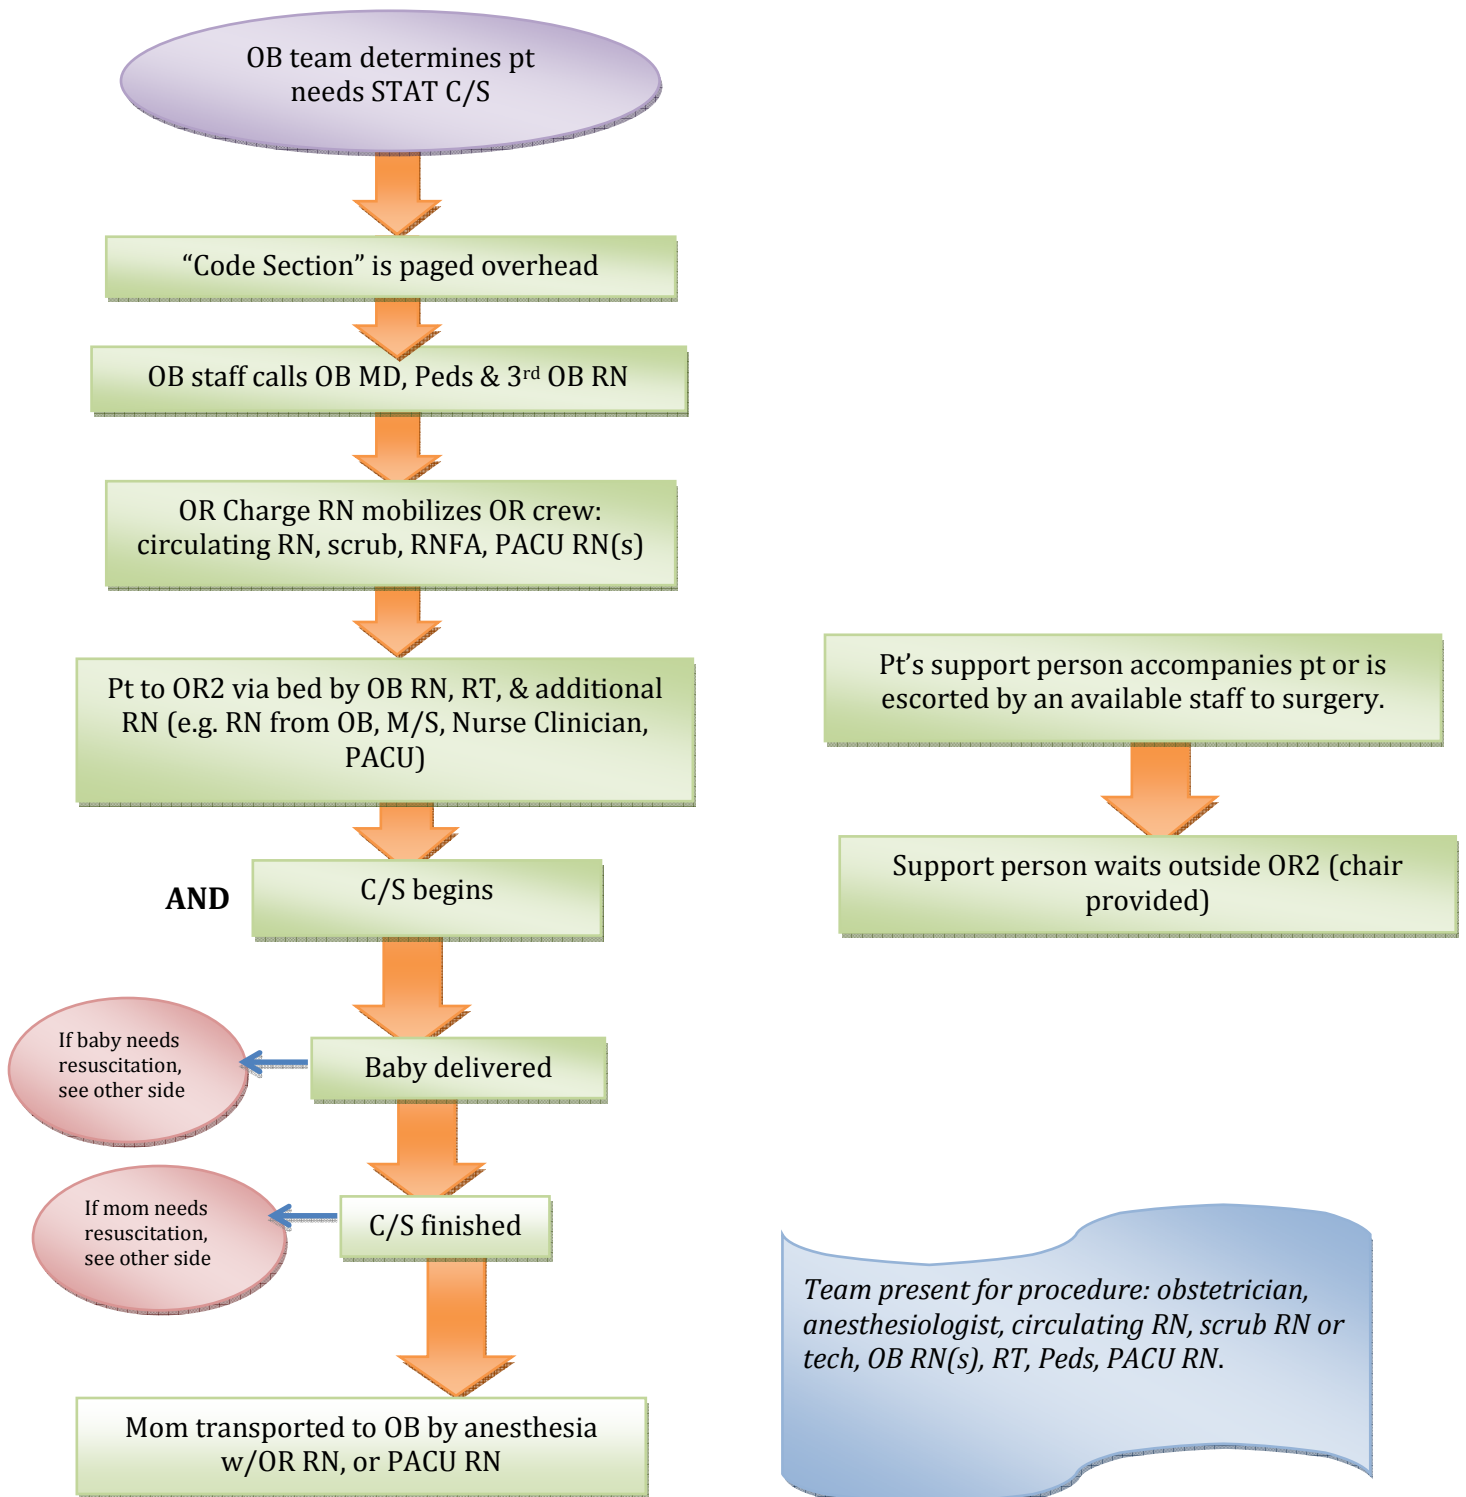 OB team determines pt
needs STAT C/S
“Code Section” is paged overhead
OB staff calls OB MD, Peds & 3rd OB RN
OR Charge RN mobilizes OR crew:
circulating RN, scrub, RNFA, PACU RN(s)
Pt to OR2 via bed by OB RN, RT, & additional
RN (e.g. RN from OB, M/S, Nurse Clinician,
PACU)
Pt’s support person accompanies pt or is
escorted by an available staff to surgery.
AND
C/S begins
Support person waits outside OR2 (chair
provided)
If baby needs
resuscitation,
see other side
Baby delivered
If mom needs
resuscitation,
see other side
C/S finished
Mom transported to OB by anesthesia
w/OR RN, or PACU RN
Team present for procedure: obstetrician,
anesthesiologist, circulating RN, scrub RN or
tech, OB RN(s), RT, Peds, PACU RN.